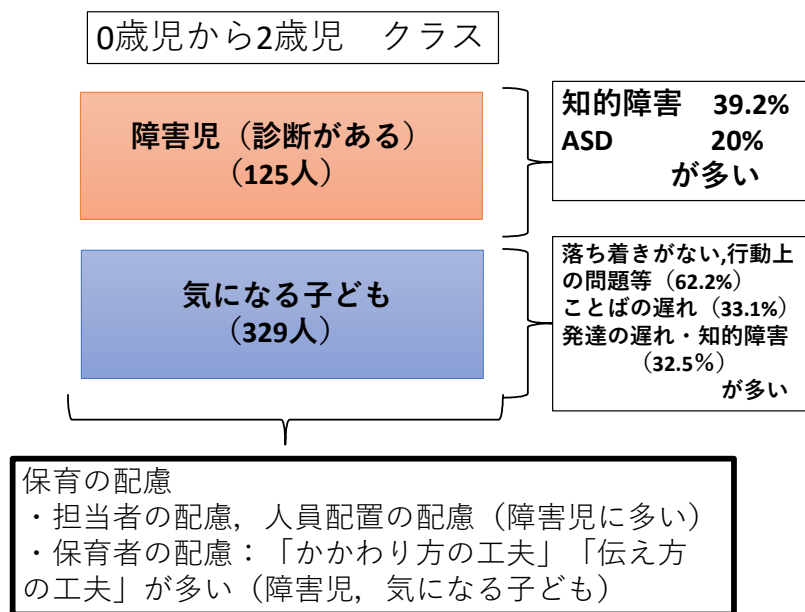 0歳児から2歳児　クラス
障害児（診断がある）
（125人）
知的障害　39.2%
ASD　20%
が多い
気になる子ども
（329人）
落ち着きがない,行動上
の問題等（62.2%）
ことばの遅れ（33.1%）
発達の遅れ・知的障害
（32.5％）
が多い
保育の配慮
・担当者の配慮，人員配置の配慮（障害児に多い）
・保育者の配慮：「かかわり方の工夫」「伝え方
の工夫」が多い（障害児，気になる子ども）